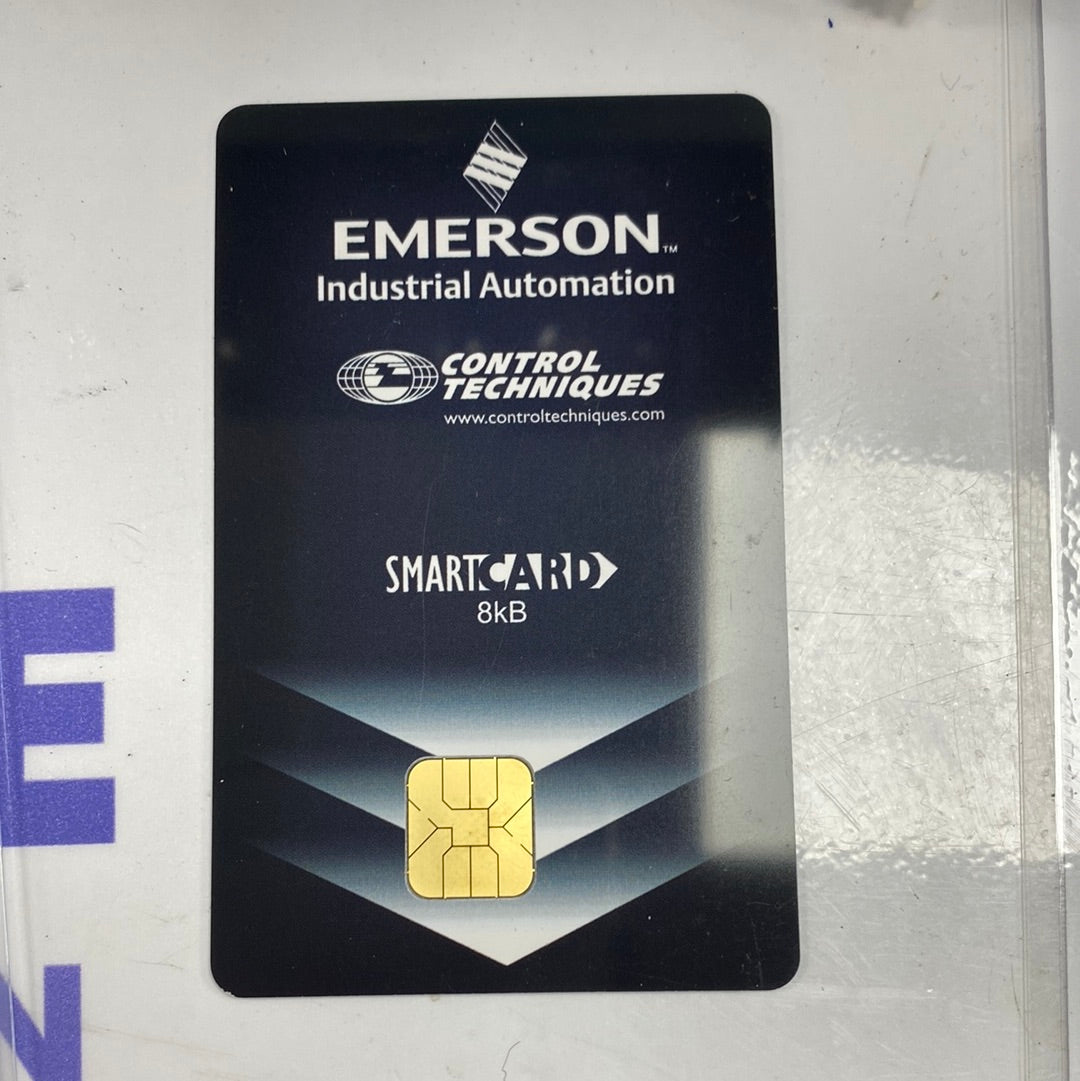 EMERSON™
Industrial Automation
CONTROL
TECHNIQUES
www.controltechniques.com
SMARTCARD
8kB
E
N